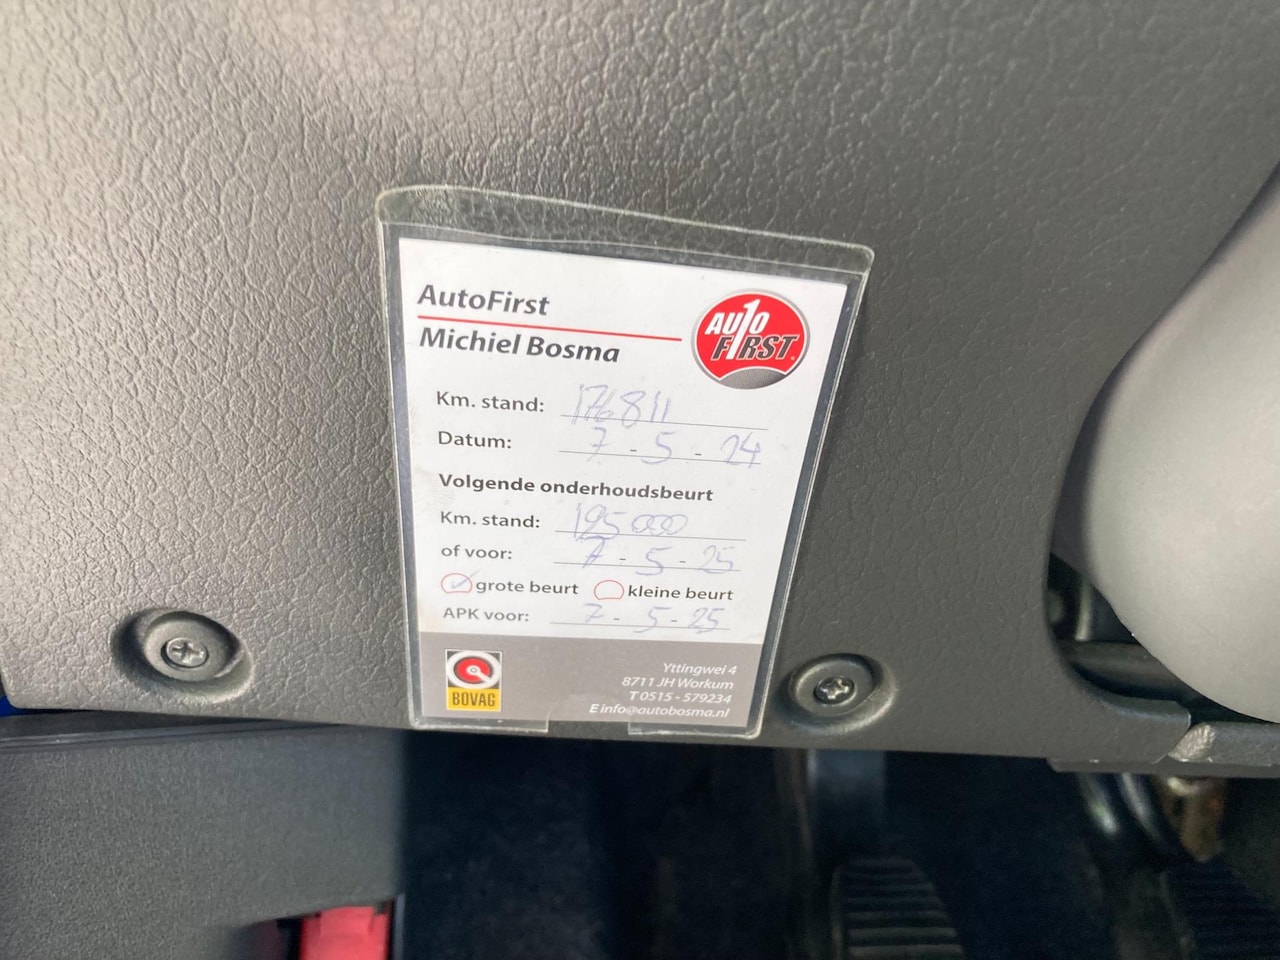 AutoFirst
Michiel Bosma
AUTO
F1RST
Km. stand: 176811
Datum: 7 - 5 - 24
Volgende onderhoudsbeurt
Km. stand: 195000
of voor: 7 - 5 - 25
grote beurt kleine beurt
APK voor: 7 - 5 - 25
BOVAG
Yttingwei 4
8711 JH Workum
T 0515 - 579234
E info@autobosma.nl